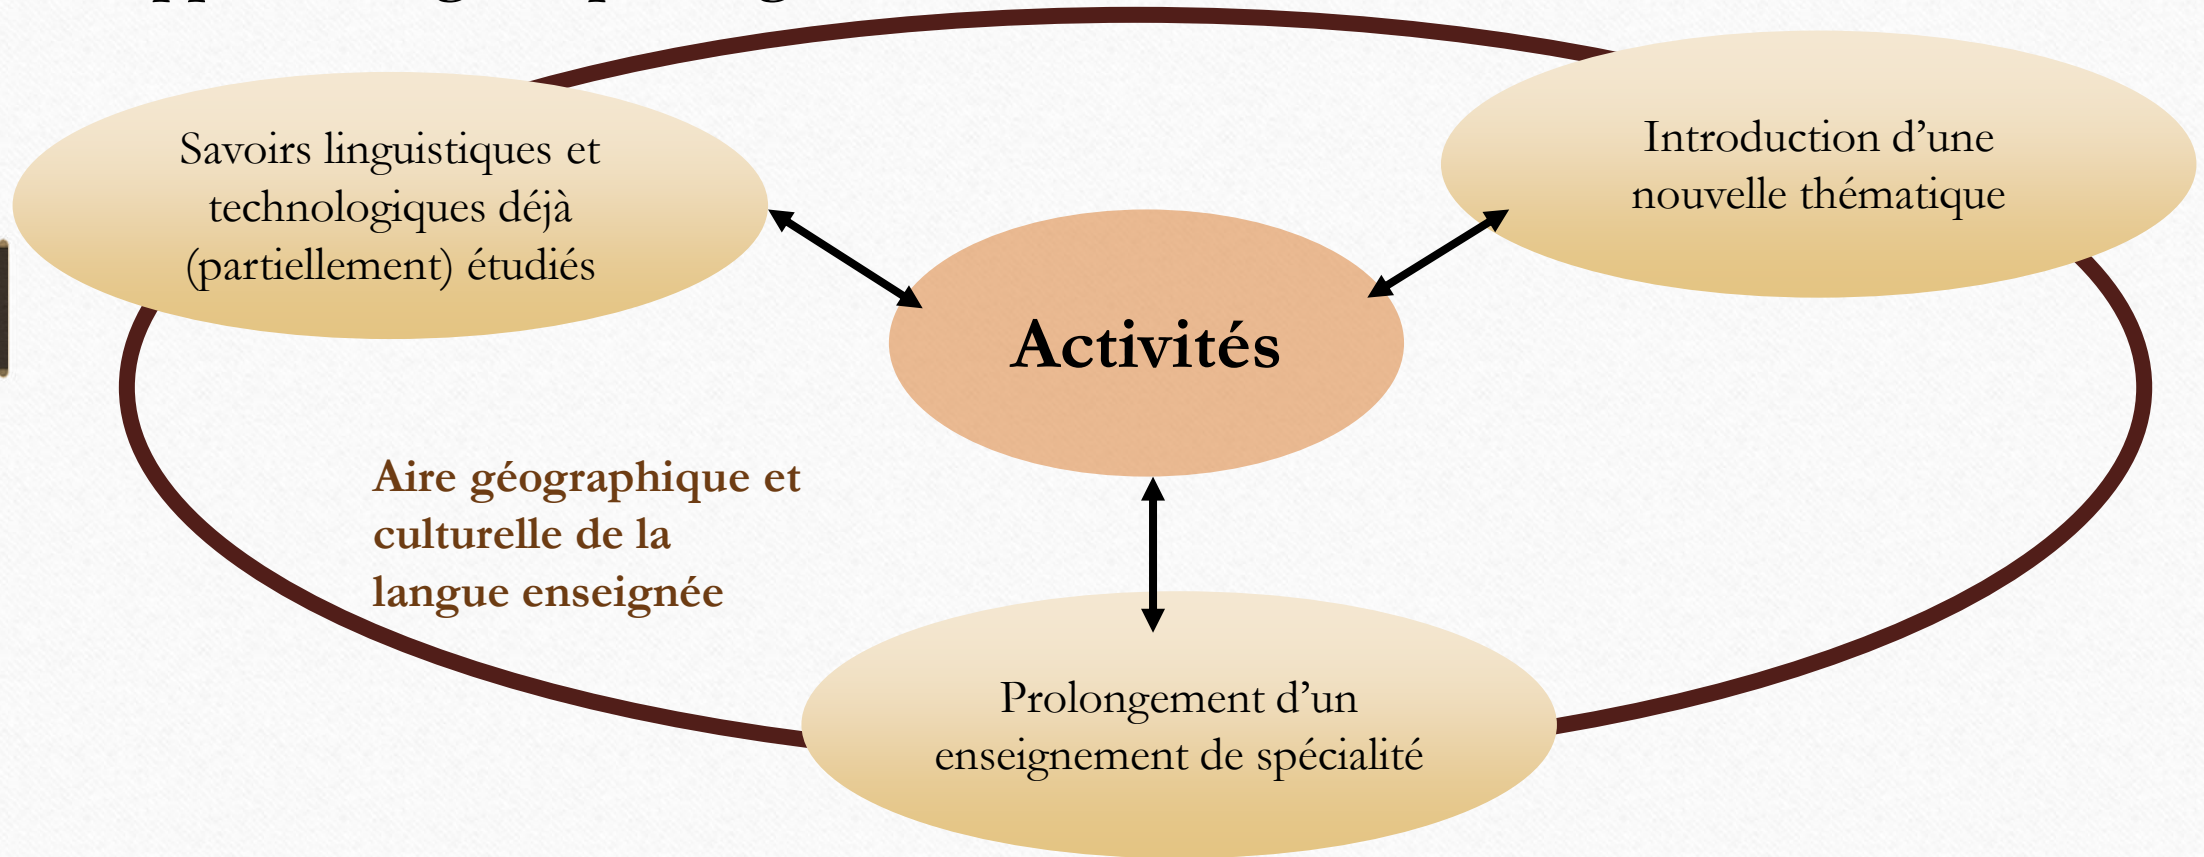 Savoirs linguistiques et
technologiques déjà
(partiellement) étudiés
Introduction d’une
nouvelle thématique
Activités
Aire géographique et
culturelle de la
langue enseignée
Prolongement d’un
enseignement de spécialité